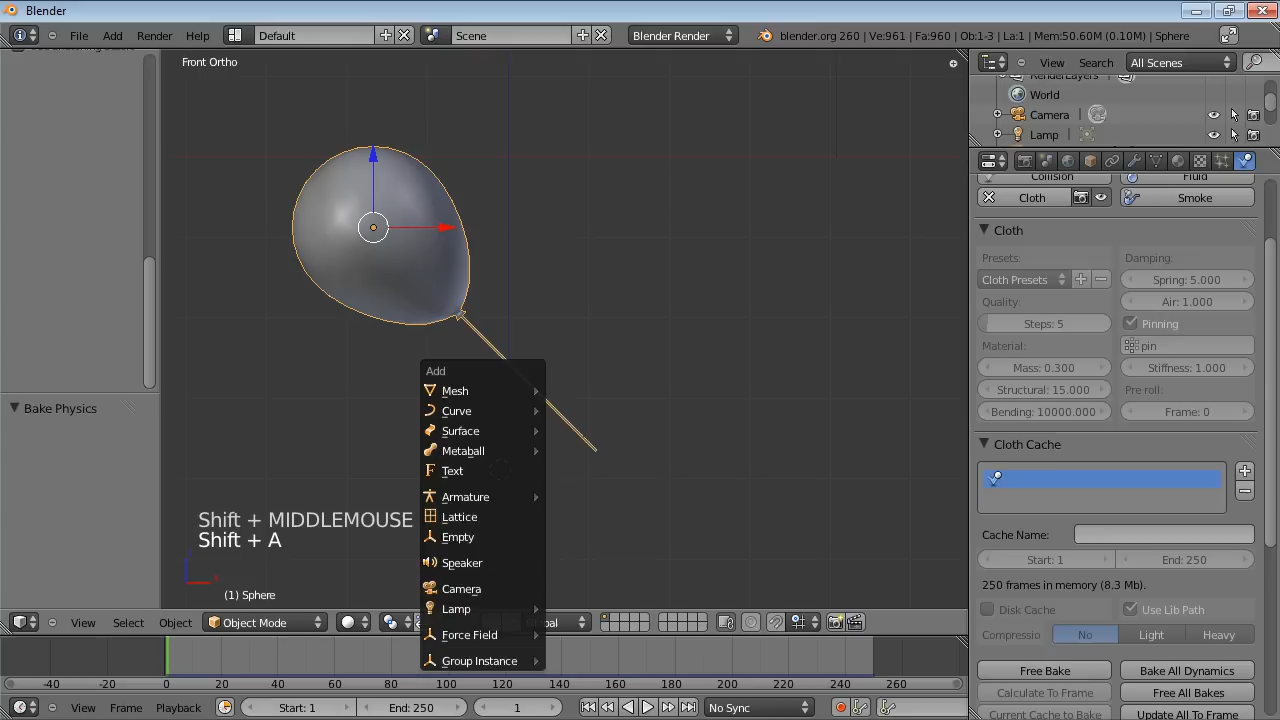 Blender
File Add Render Help Default Scene Blender Render blender.org 260 | Ve:961 | Fa:960 | Ob:1-3 | La:1 | Mem:50.60M (0.10M) | Sphere
Front Ortho
View Search All Scenes
RenderLayers
World
Camera
Lamp
Collision Fluid
Cloth Smoke
Cloth
Presets: Damping:
Cloth Presets Spring: 5.000
Quality: Air: 1.000
Steps: 5 Pinning
Material: pin
Mass: 0.300 Stiffness: 1.000
Structural: 15.000 Pre roll:
Bending: 10000.000 Frame: 0
Cloth Cache
Cache Name:
Start: 1 End: 250
250 frames in memory (8.3 Mb).
Disk Cache Use Lib Path
Compressio No Light Heavy
Free Bake Bake All Dynamics
Calculate To Frame Free All Bakes
Current Cache to Bake Update All To Frame
Bake Physics
Add
Mesh
Curve
Surface
Metaball
Text
Armature
Lattice
Empty
Speaker
Camera
Lamp
Force Field
Group Instance
Shift + MIDDLEMOUSE
Shift + A
(1) Sphere
View Select Object Object Mode Global
-40 -20 0 20 40 60 80 100 120 140 160 180 200 220 240 260
View Frame Playback Start: 1 End: 250 1 No Sync